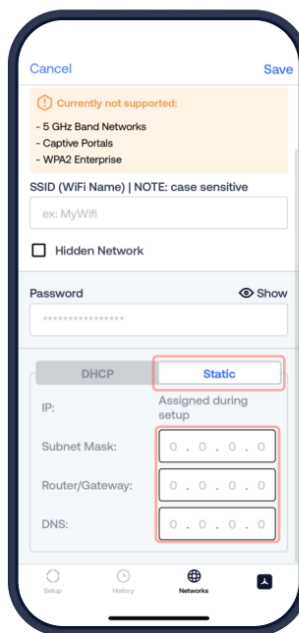 Cancel
Save
Currently not supported:
- 5 GHz Band Networks
- Captive Portals
- WPA2 Enterprise
SSID (WiFi Name) | NOTE: case sensitive
ex: MyWifi
Hidden Network
Password
Show
****************
DHCP
Static
IP:
Assigned during
setup
Subnet Mask:
0 . 0 . 0 . 0
Router/Gateway:
0 . 0 . 0 . 0
DNS:
0 . 0 . 0 . 0
Setup
History
Networks